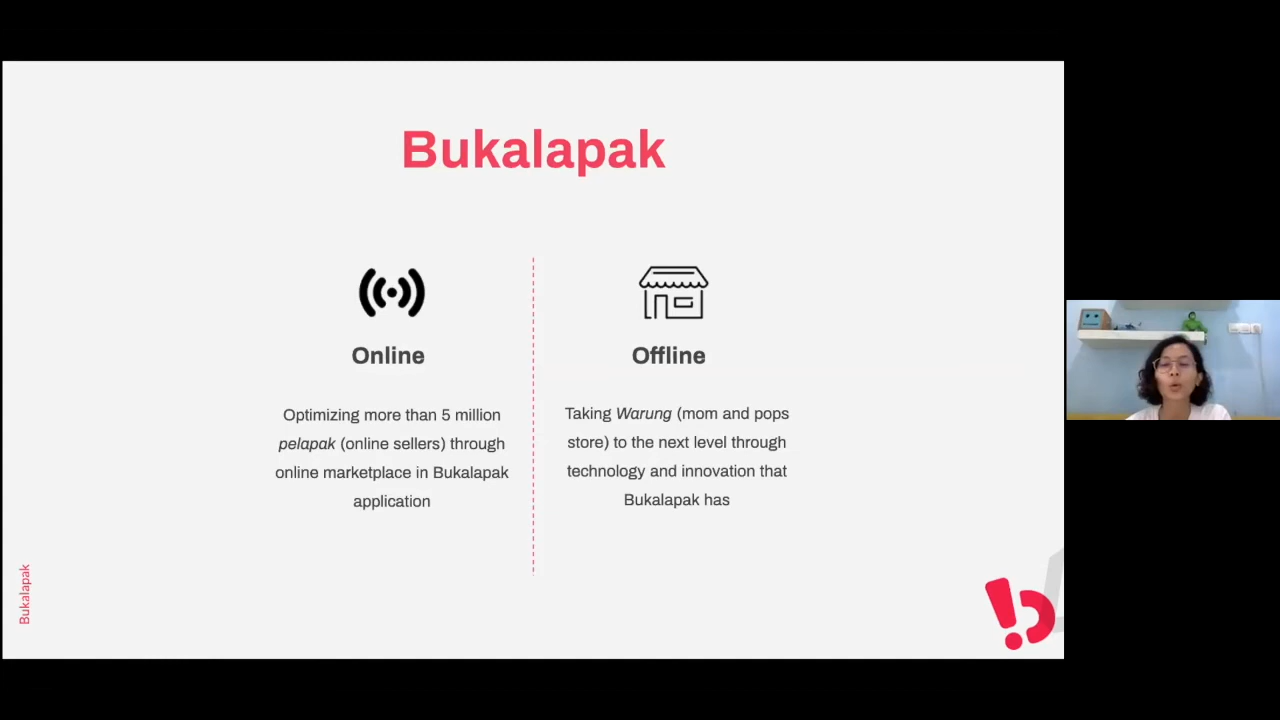 Bukalapak
Online
Optimizing more than 5 million
pelapak (online sellers) through
online marketplace in Bukalapak
application
Offline
Taking Warung (mom and pops
store) to the next level through
technology and innovation that
Bukalapak has
Bukalapak